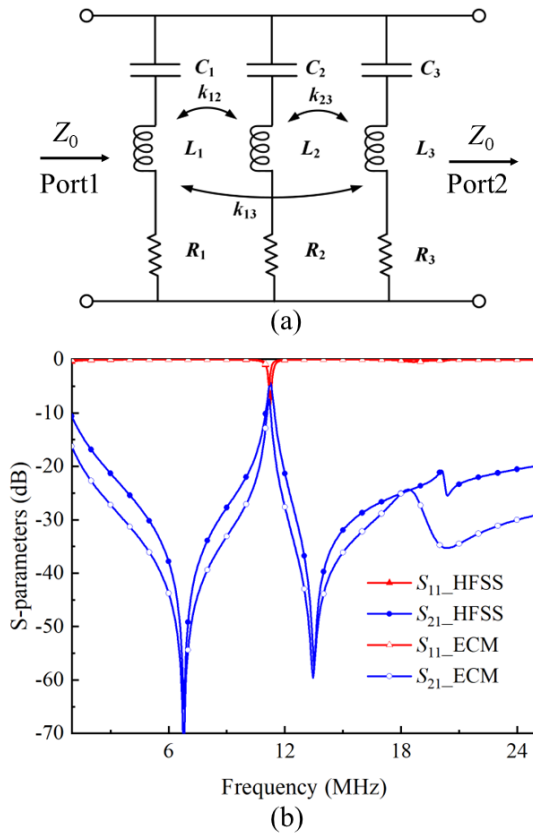 C₁ C₂ C₃
k₁₂ k₂₃
Z₀ L₁ L₂ L₃ Z₀
Port1 Port2
k₁₃
R₁ R₂ R₃
(a)
0
-10
-20
-30
-40
-50
-60
-70
S-parameters (dB)
S₁₁_HFSS
S₂₁_HFSS
S₁₁_ECM
S₂₁_ECM
6 12 18 24
Frequency (MHz)
(b)